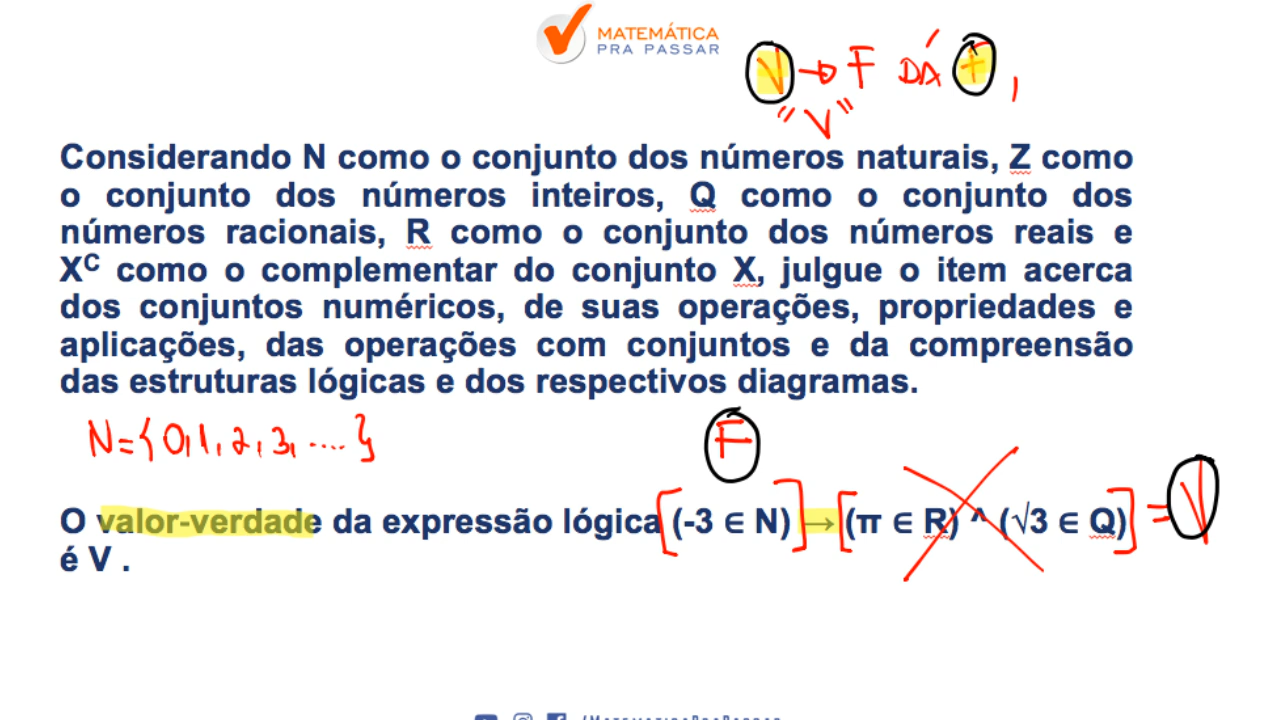 MATEMÁTICA
PRA PASSAR
V → F DÁ F,
"V"
Considerando N como o conjunto dos números naturais, Z como
o conjunto dos números inteiros, Q como o conjunto dos
números racionais, R como o conjunto dos números reais e
Xᶜ como o complementar do conjunto X, julgue o item acerca
dos conjuntos numéricos, de suas operações, propriedades e
aplicações, das operações com conjuntos e da compreensão
das estruturas lógicas e dos respectivos diagramas.
N={0,1,2,3,....}
F
O valor-verdade da expressão lógica [(-3 ∈ N)] → [(π ∈ R) ^ (√3 ∈ Q)] = V
é V .
/MATEMATICAPRAPASSAR